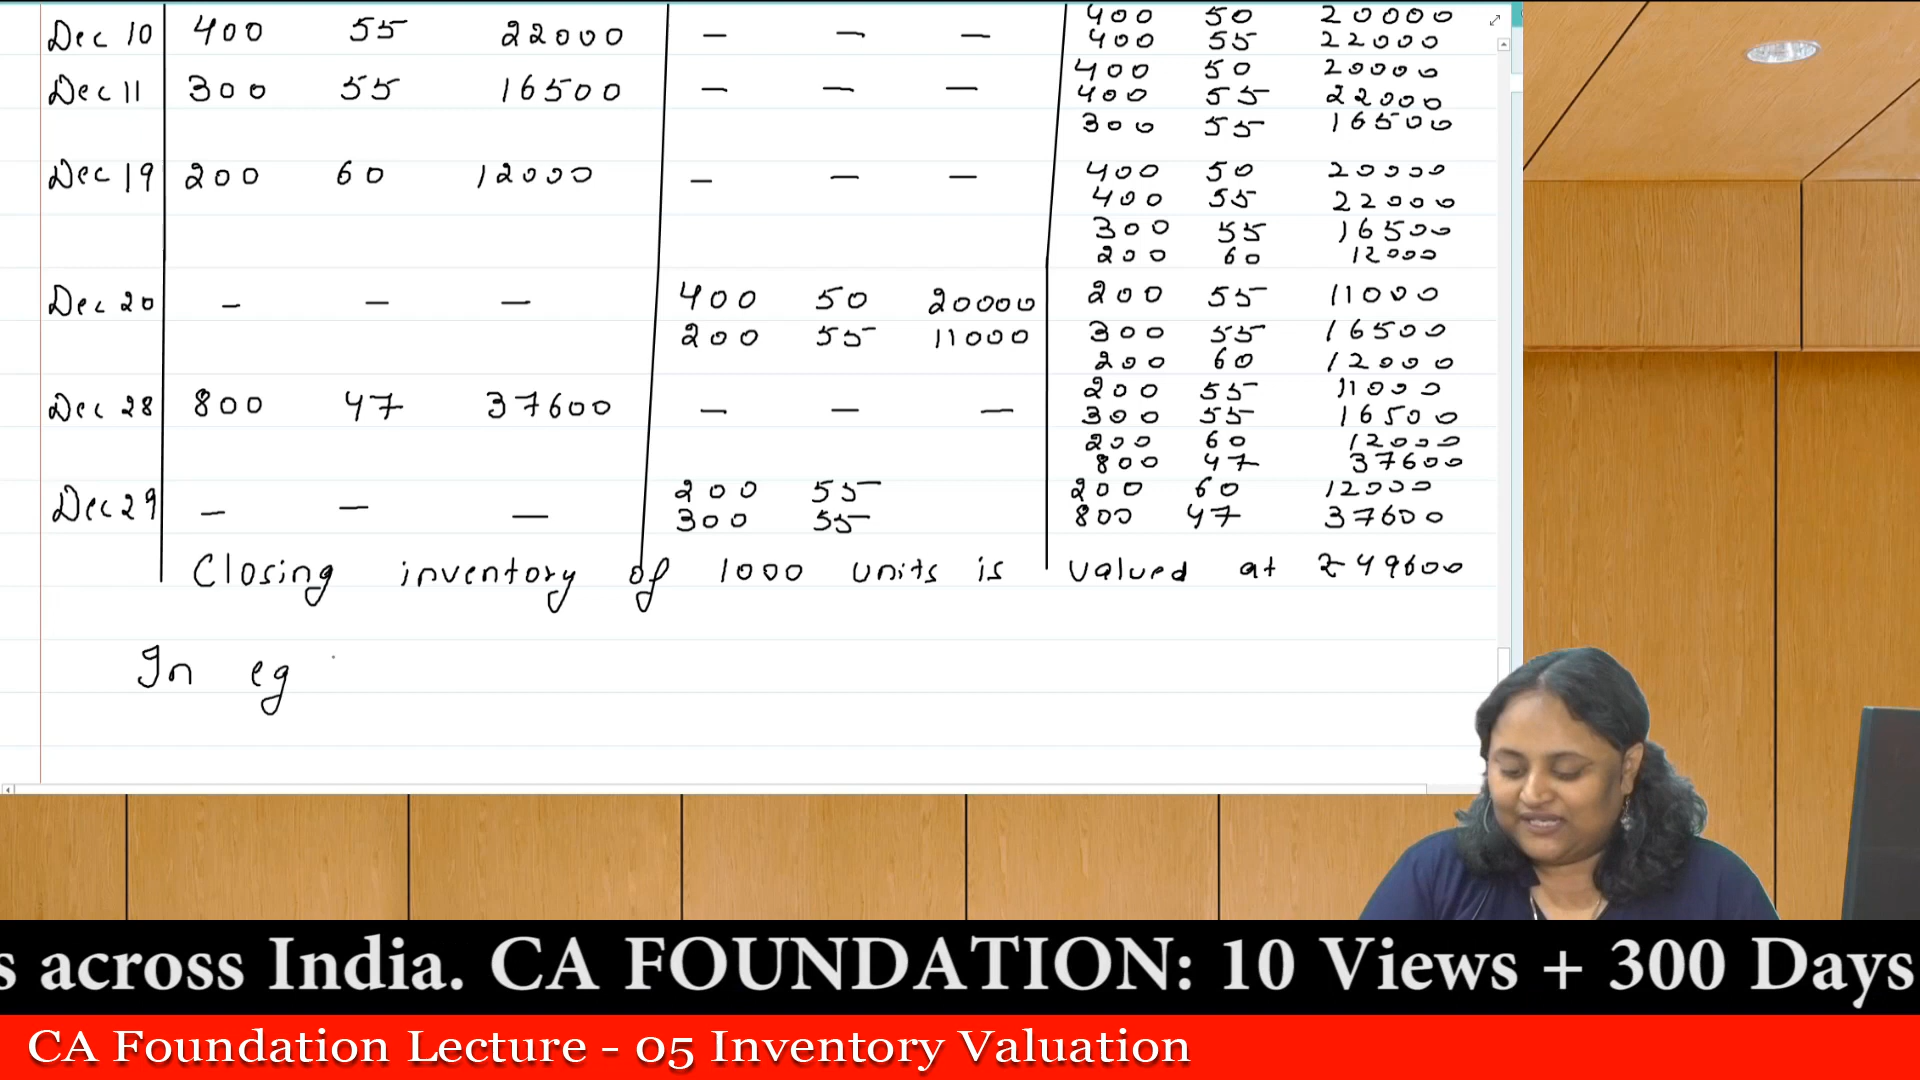 400 50 20000
Dec 10 400 55 22000 — — — 400 55 22000
400 50 20000
Dec 11 300 55 16500 — — — 400 55 22000
300 55 16500
Dec 19 200 60 12000 — — — 400 50 20000
400 55 22000
300 55 16500
200 60 12000
Dec 20 — — — 400 50 20000 200 55 11000
200 55 11000 300 55 16500
200 60 12000
200 55 11000
Dec 28 800 47 37600 — — — 300 55 16500
200 60 12000
800 47 37600
200 55 200 60 12000
Dec 29 — — — 300 55 800 47 37600
Closing inventory of 1000 units is valued at ₹ 49600
In eg
s across India. CA FOUNDATION: 10 Views + 300 Days
CA Foundation Lecture - 05 Inventory Valuation